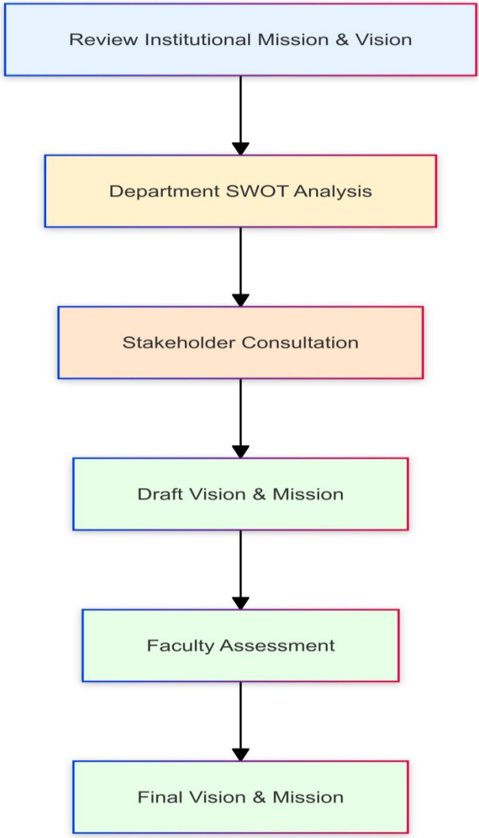 Review Institutional Mission & Vision
Department SWOT Analysis
Stakeholder Consultation
Draft Vision & Mission
Faculty Assessment
Final Vision & Mission